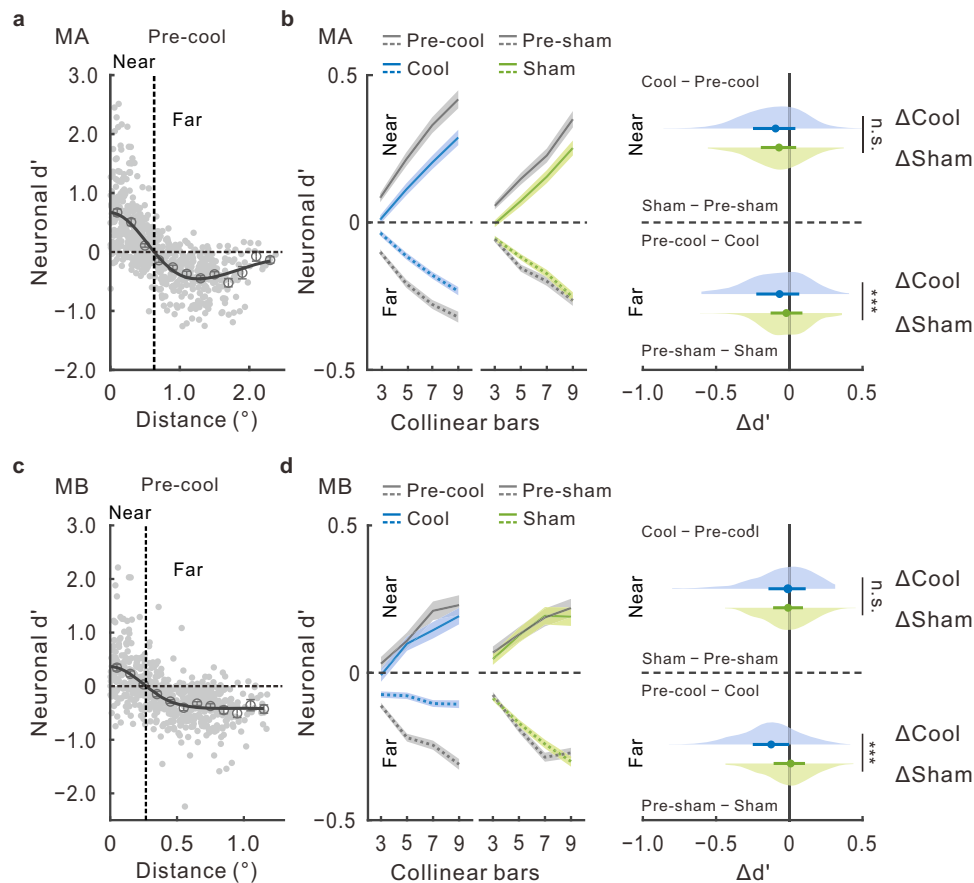 a
MA
Pre-cool
Near
Far
3.0
2.0
1.0
0
−1.0
−2.0
Neuronal d'
0
1.0
2.0
Distance (°)
b
MA
Pre-cool
Pre-sham
Cool
Sham
0.5
0
−0.5
Neuronal d'
Near
Far
3 5 7 9
3 5 7 9
Collinear bars
Cool − Pre-cool
Near
n.s.
ΔCool
ΔSham
Sham − Pre-sham
Pre-cool − Cool
Far
***
ΔCool
ΔSham
Pre-sham − Sham
−1.0
−0.5
0
0.5
Δd'
c
MB
Pre-cool
Near
Far
3.0
2.0
1.0
0
−1.0
−2.5
Neuronal d'
0
0.5
1.0
Distance (°)
d
MB
Pre-cool
Pre-sham
Cool
Sham
0.5
0
−0.5
Neuronal d'
Near
Far
3 5 7 9
3 5 7 9
Collinear bars
Cool − Pre-cool
Near
n.s.
ΔCool
ΔSham
Sham − Pre-sham
Pre-cool − Cool
Far
***
ΔCool
ΔSham
Pre-sham − Sham
−1.0
−0.5
0
0.5
Δd'